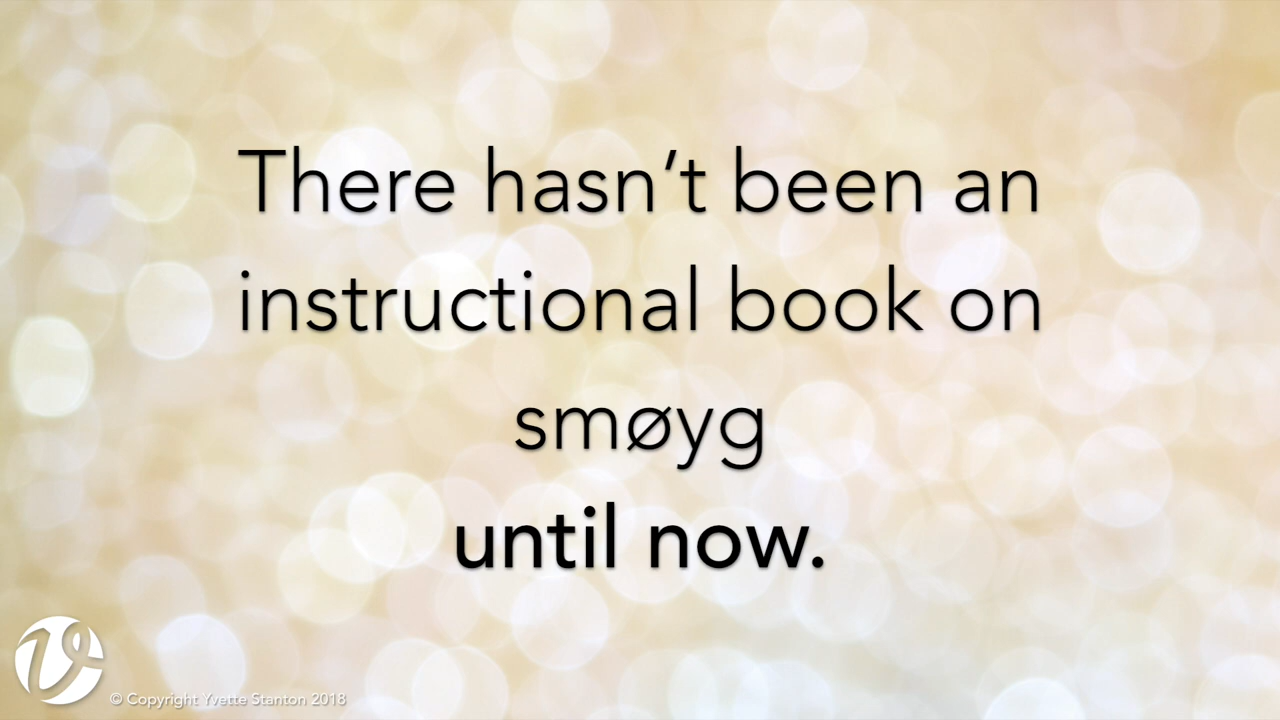 There hasn’t been an
instructional book on
smøyg
until now.
© Copyright Yvette Stanton 2018